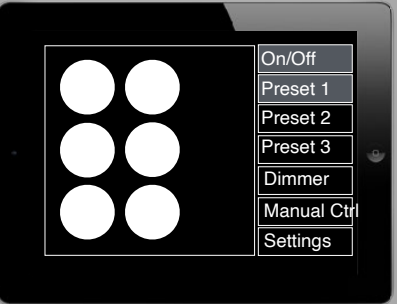 On/Off
Preset 1
Preset 2
Preset 3
Dimmer
Manual Ctrl
Settings